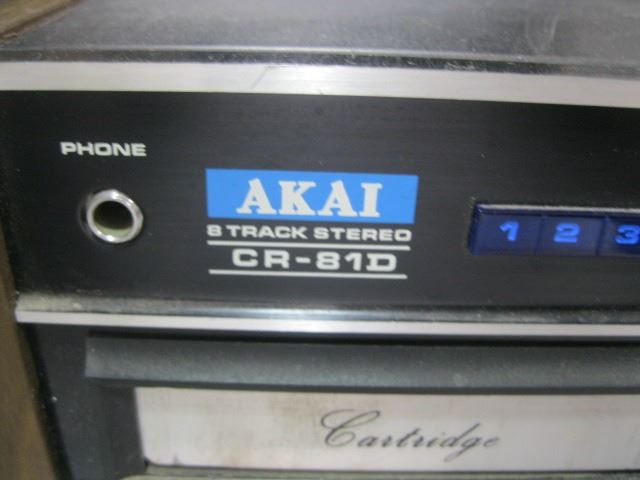 PHONE
AKAI
8 TRACK STEREO
CR-81D
1 2 3
Cartridge